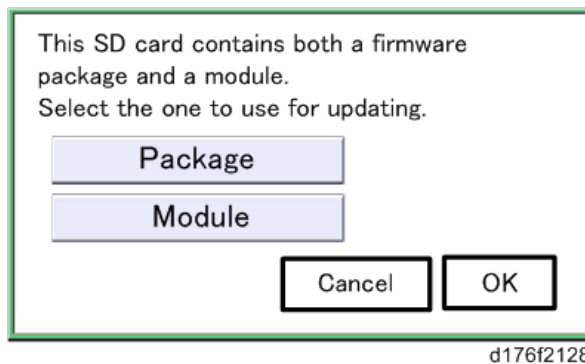 This SD card contains both a firmware
package and a module.
Select the one to use for updating.
Package
Module
Cancel OK
d176f2128